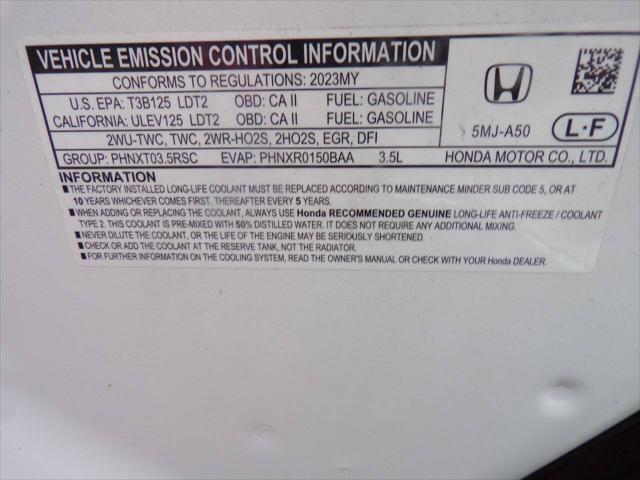 VEHICLE EMISSION CONTROL INFORMATION
CONFORMS TO REGULATIONS: 2023MY
U.S. EPA: T3B125 LDT2 OBD: CA II FUEL: GASOLINE
CALIFORNIA: ULEV125 LDT2 OBD: CA II FUEL: GASOLINE
2WU-TWC, TWC, 2WR-HO2S, 2HO2S, EGR, DFI
GROUP: PHNXT03.5RSC EVAP: PHNXR0150BAA 3.5L
5MJ-A50 L-F
HONDA MOTOR CO., LTD.
INFORMATION
■THE FACTORY INSTALLED LONG-LIFE COOLANT MUST BE REPLACED ACCORDING TO MAINTENANCE MINDER SUB CODE 5, OR AT
10 YEARS WHICHEVER COMES FIRST, THEREAFTER EVERY 5 YEARS.
■WHEN ADDING OR REPLACING THE COOLANT, ALWAYS USE Honda RECOMMENDED GENUINE LONG-LIFE ANTI-FREEZE / COOLANT
TYPE 2. THIS COOLANT IS PRE-MIXED WITH 50% DISTILLED WATER. IT DOES NOT REQUIRE ANY ADDITIONAL MIXING.
■NEVER DILUTE THE COOLANT, OR THE LIFE OF THE ENGINE MAY BE SERIOUSLY SHORTENED.
■CHECK OR ADD COOLANT AT THE RESERVE TANK, NOT THE RADIATOR.
■FOR FURTHER INFORMATION ON THE COOLING SYSTEM, READ THE OWNER'S MANUAL OR CHECK WITH YOUR Honda DEALER.